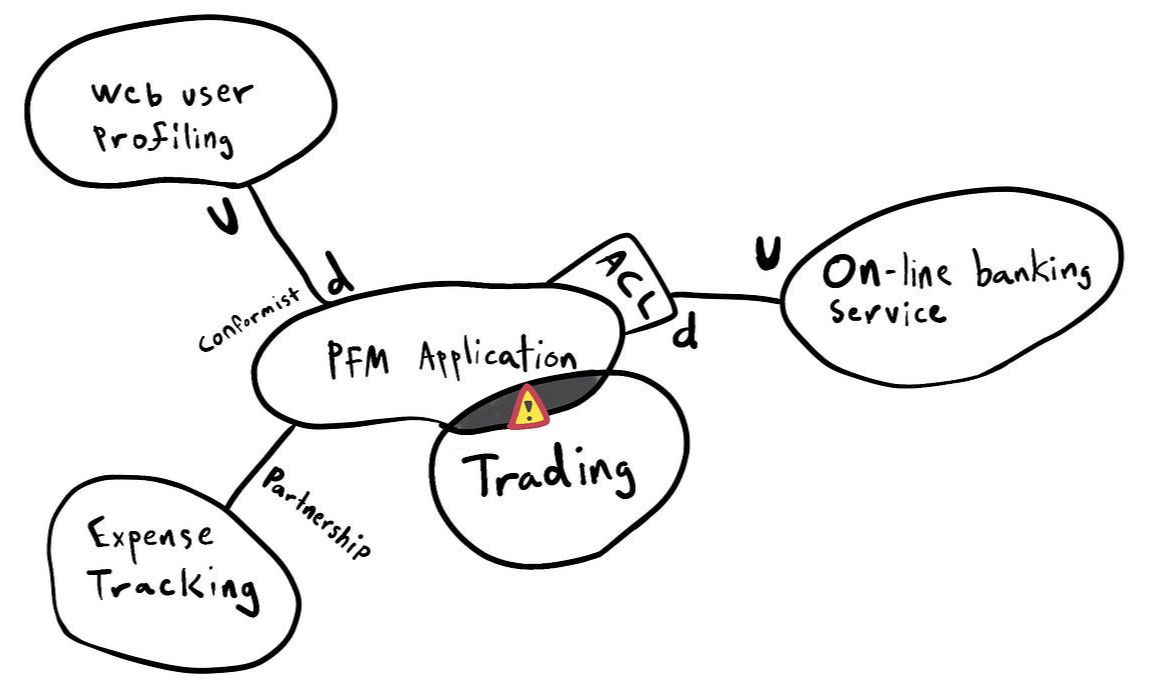 Web user
Profiling
U
d
conformist
ACL
U
d
On-line banking
service
PFM Application
!
Trading
Partnership
Expense
Tracking